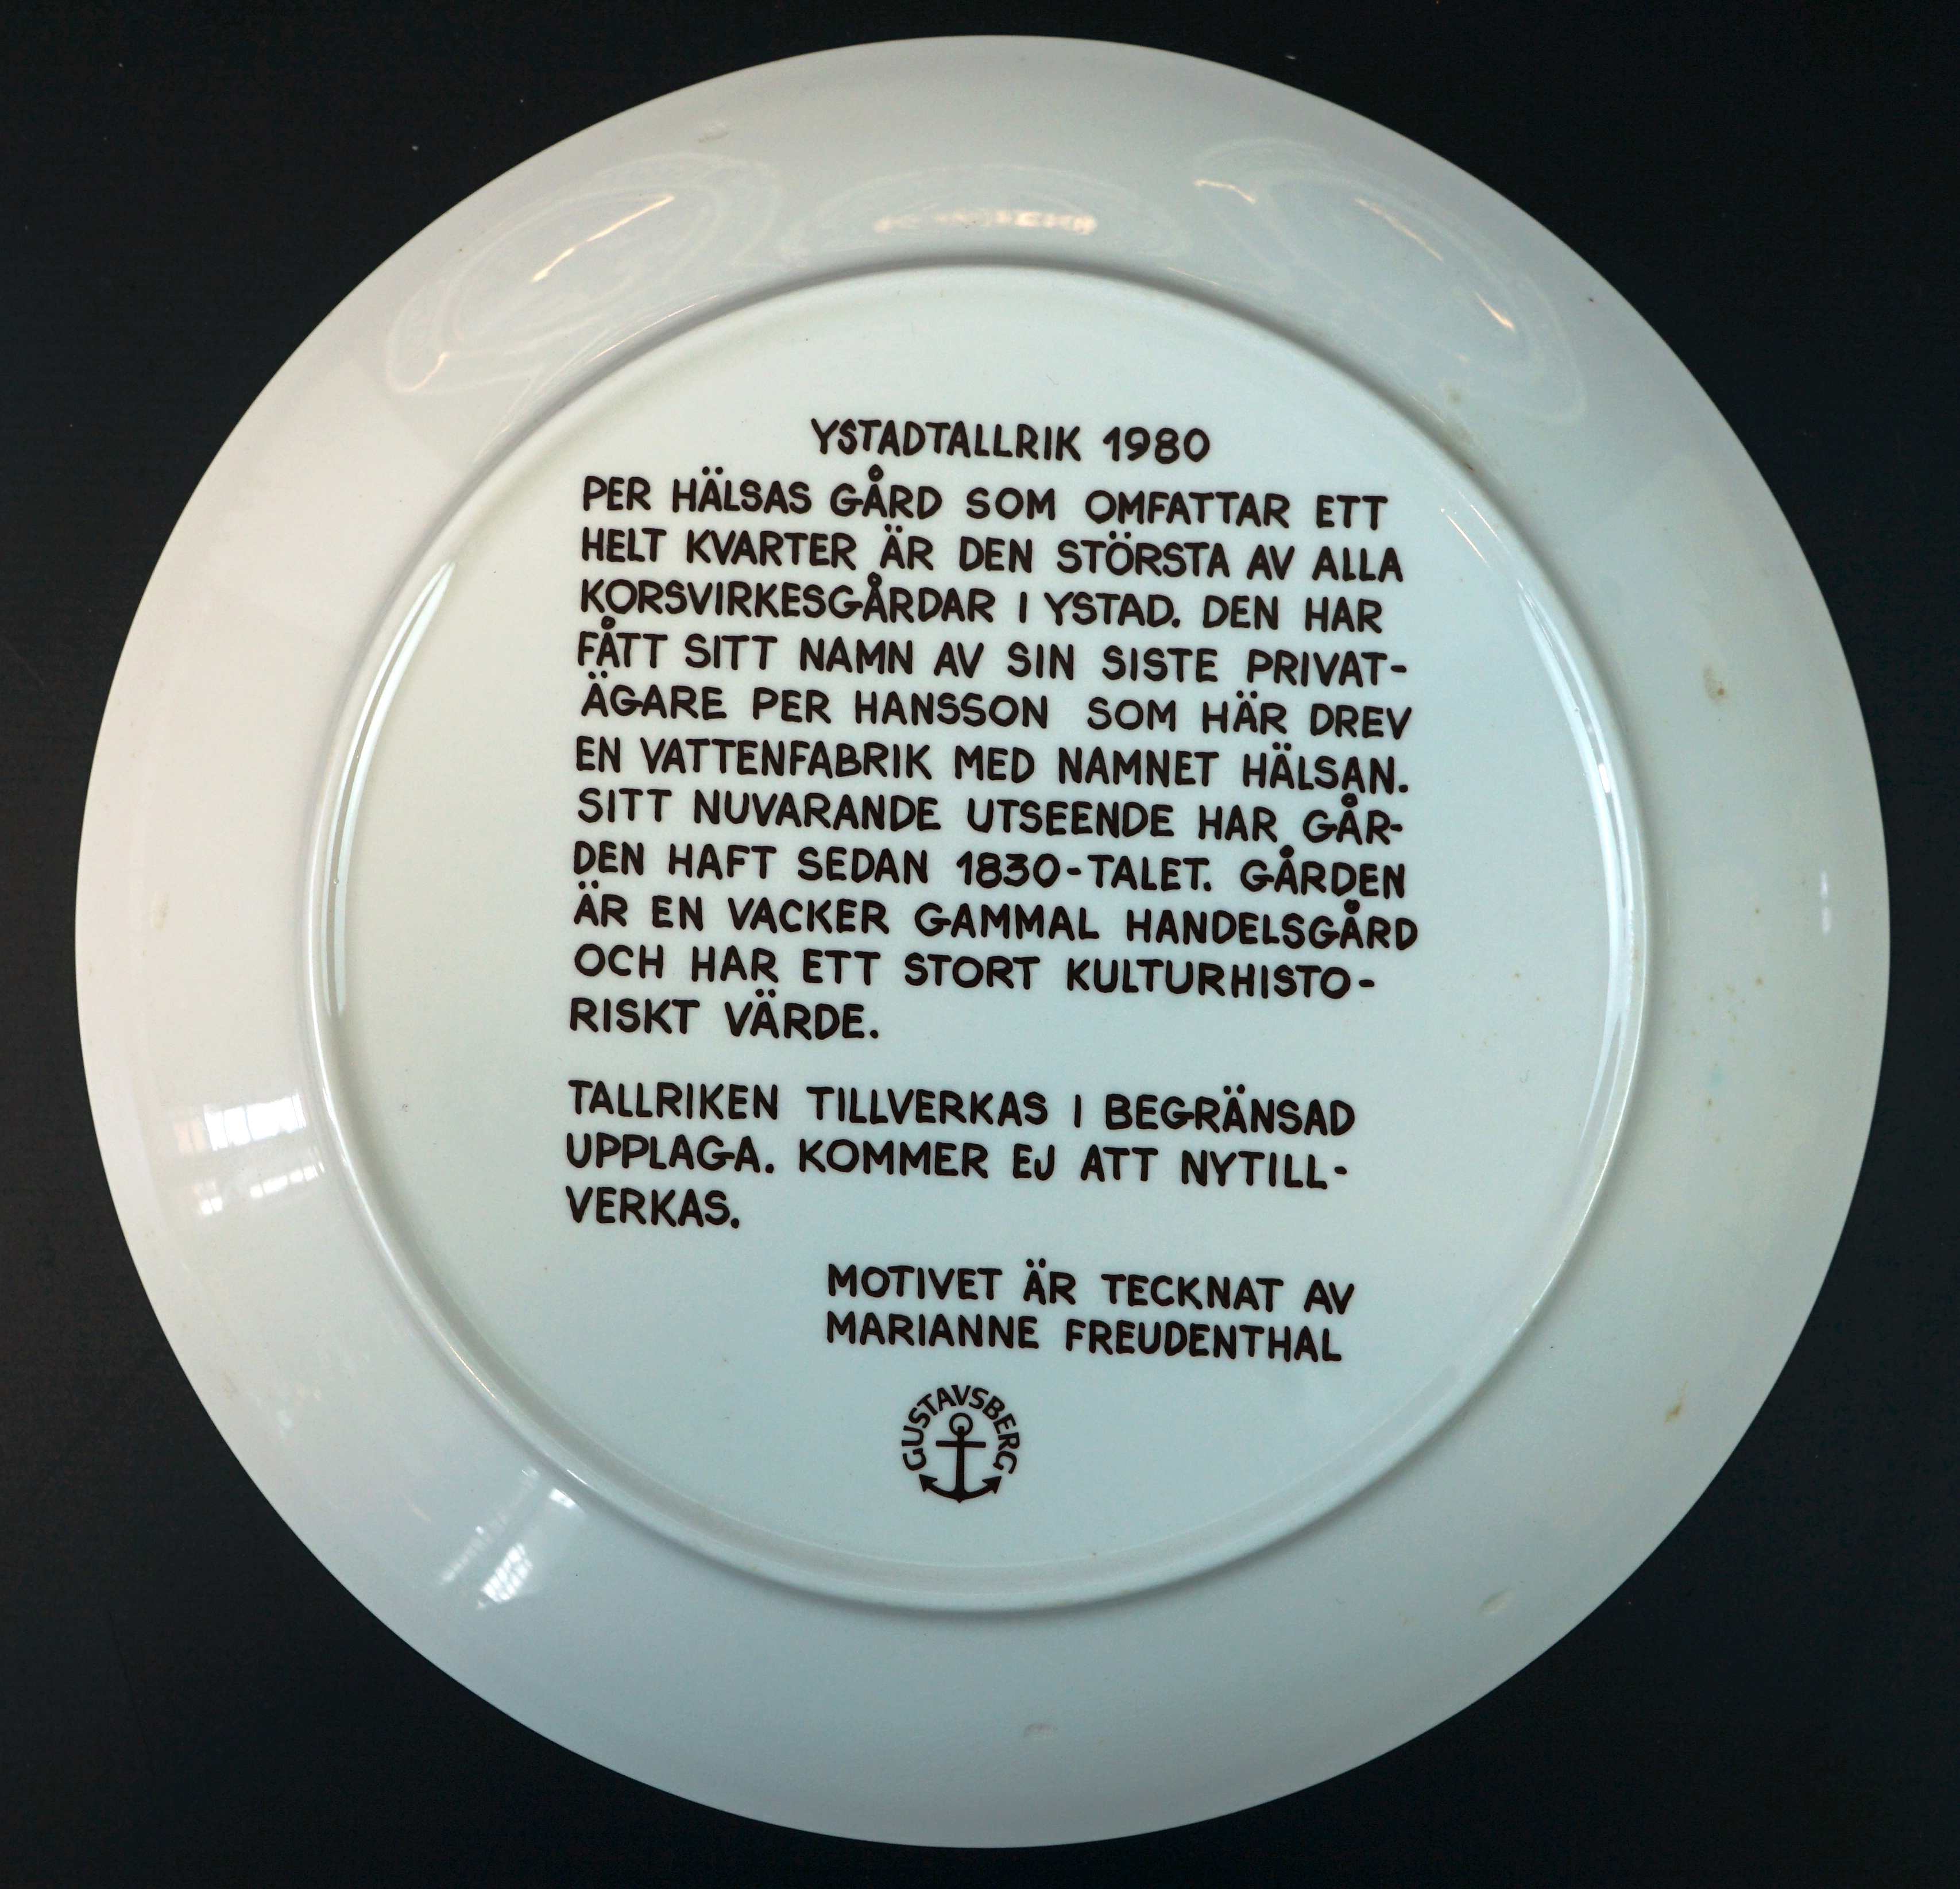 YSTADTALLRIK 1980
PER HÄLSAS GÅRD SOM OMFATTAR ETT
HELT KVARTER ÄR DEN STÖRSTA AV ALLA
KORSVIRKESGÅRDAR I YSTAD. DEN HAR
FÅTT SITT NAMN AV SIN SISTE PRIVAT-
ÄGARE PER HANSSON SOM HÄR DREV
EN VATTENFABRIK MED NAMNET HÄLSAN.
SITT NUVARANDE UTSEENDE HAR GÅR-
DEN HAFT SEDAN 1830-TALET. GÅRDEN
ÄR EN VACKER GAMMAL HANDELSGÅRD
OCH HAR ETT STORT KULTURHISTO-
RISKT VÄRDE.
TALLRIKEN TILLVERKAS I BEGRÄNSAD
UPPLAGA. KOMMER EJ ATT NYTILL-
VERKAS.
MOTIVET ÄR TECKNAT AV
MARIANNE FREUDENTHAL
GUSTAVSBERG